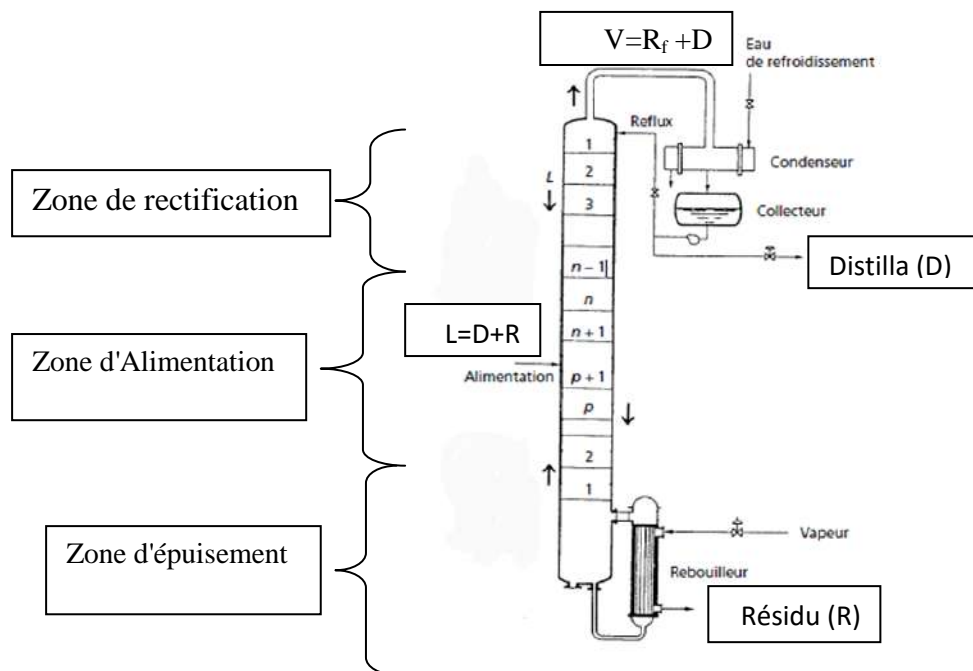 V=Rf +D
Eau
de refroidissement
Reflux
Condenseur
Collecteur
Distilla (D)
Zone de rectification
1
2
L
3
n – 1
n
L=D+R
n + 1
Zone d'Alimentation
Alimentation
p + 1
p
2
1
Zone d'épuisement
Vapeur
Rebouilleur
Résidu (R)